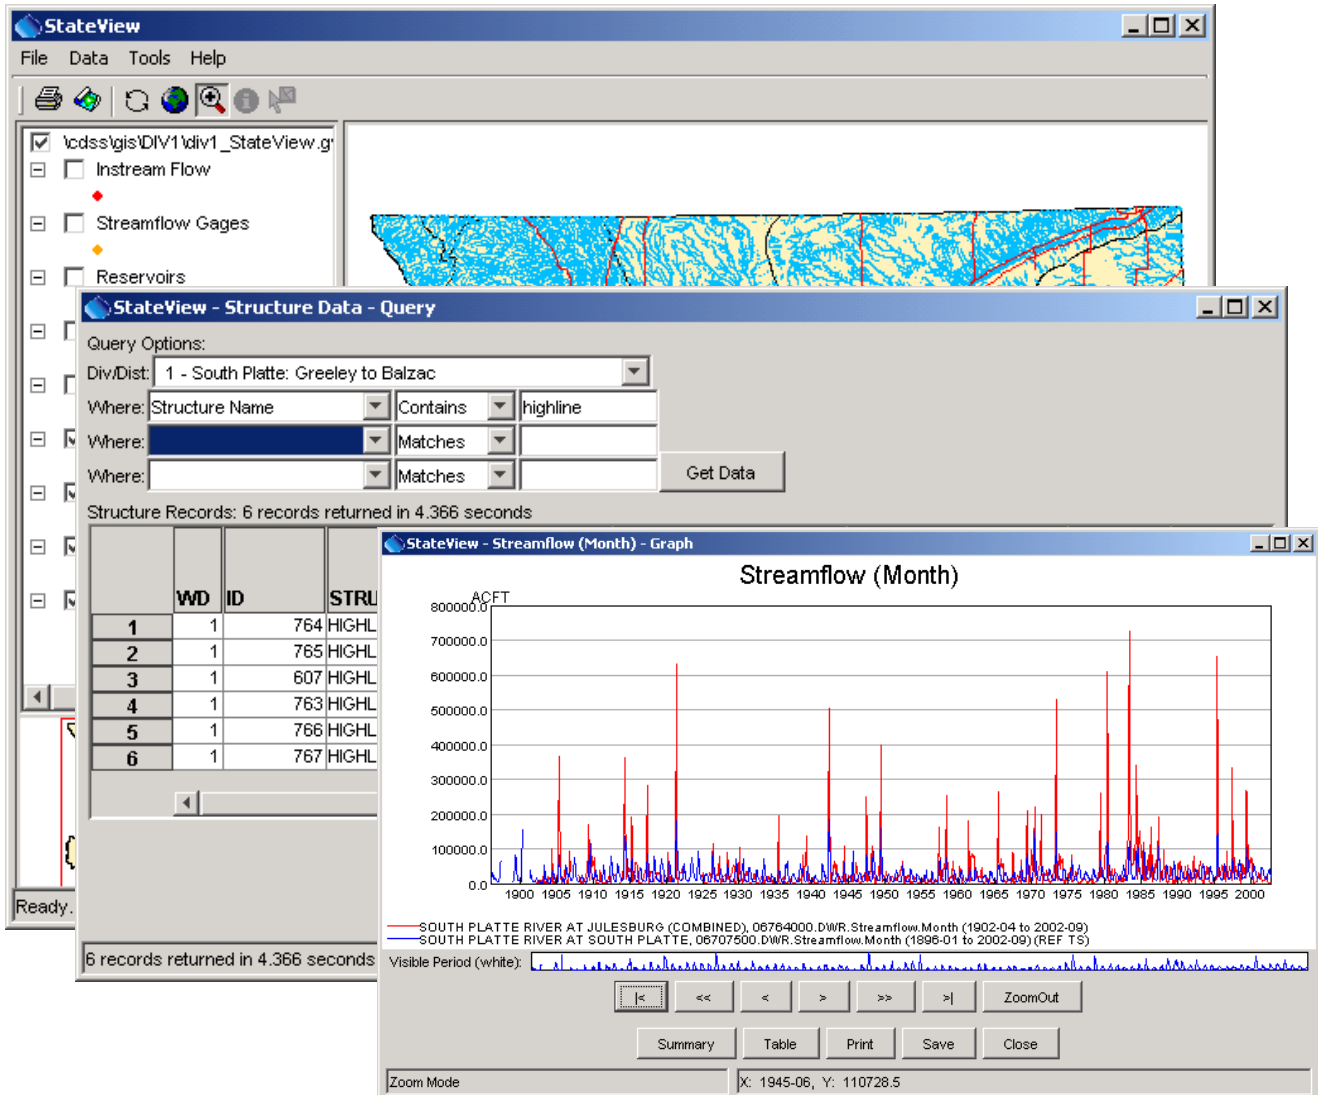 StateView
File Data Tools Help
\cdss\gis\DIV1\div1_StateView.g
Instream Flow
Streamflow Gages
Reservoirs
StateView - Structure Data - Query
Query Options:
Div/Dist: 1 - South Platte: Greeley to Balzac
Where: Structure Name Contains highline
Where: Matches
Where: Matches Get Data
Structure Records: 6 records returned in 4.366 seconds
WD ID STRU
1 1 764 HIGHL
2 1 765 HIGHL
3 1 607 HIGHL
4 1 763 HIGHL
5 1 766 HIGHL
6 1 767 HIGHL
Ready.
6 records returned in 4.366 seconds
StateView - Streamflow (Month) - Graph
Streamflow (Month)
ACFT
800000.0
700000.0
600000.0
500000.0
400000.0
300000.0
200000.0
100000.0
0.0
1900 1905 1910 1915 1920 1925 1930 1935 1940 1945 1950 1955 1960 1965 1970 1975 1980 1985 1990 1995 2000
SOUTH PLATTE RIVER AT JULESBURG (COMBINED), 06764000.DWR.Streamflow.Month (1902-04 to 2002-09)
SOUTH PLATTE RIVER AT SOUTH PLATTE, 06707500.DWR.Streamflow.Month (1896-01 to 2002-09) (REF TS)
Visible Period (white):
|< << < > >> >| ZoomOut
Summary Table Print Save Close
Zoom Mode X: 1945-06, Y: 110728.5